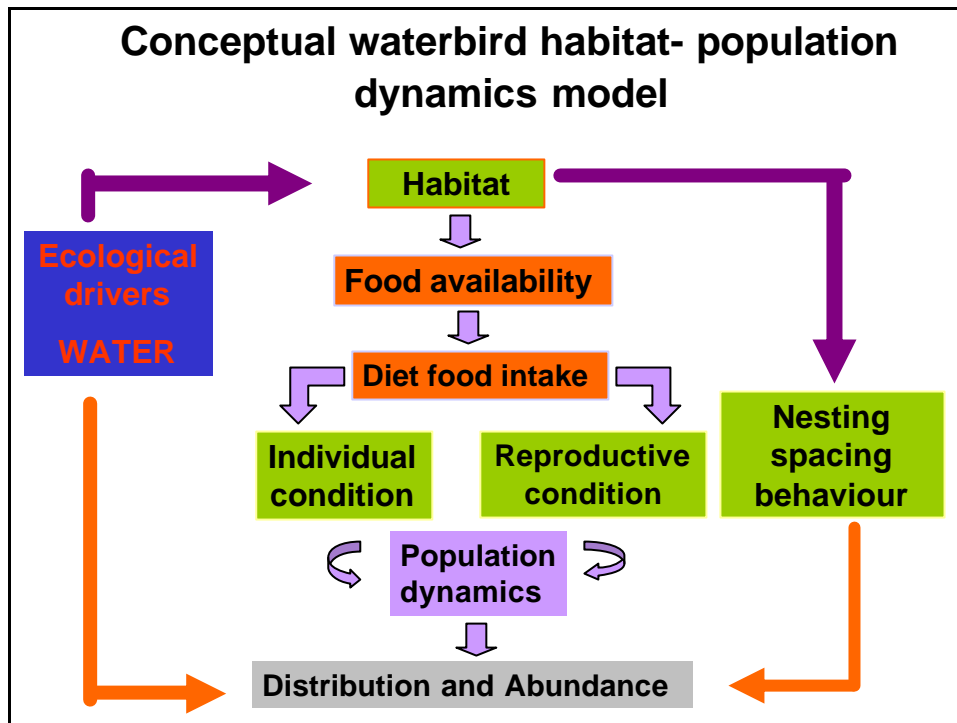 Conceptual waterbird habitat- population
dynamics model
Habitat
Ecological
drivers
WATER
Food availability
Diet food intake
Individual
condition
Reproductive
condition
Nesting
spacing
behaviour
Population
dynamics
Distribution and Abundance